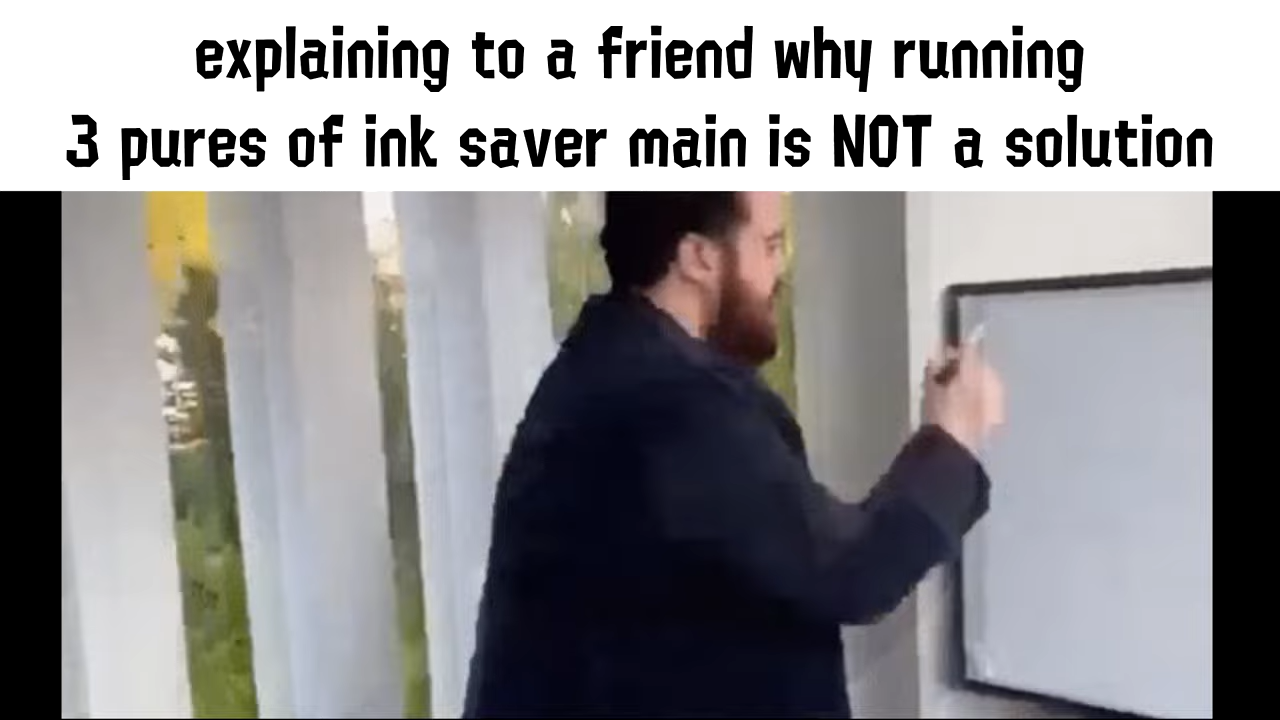 explaining to a friend why running
3 pures of ink saver main is NOT a solution